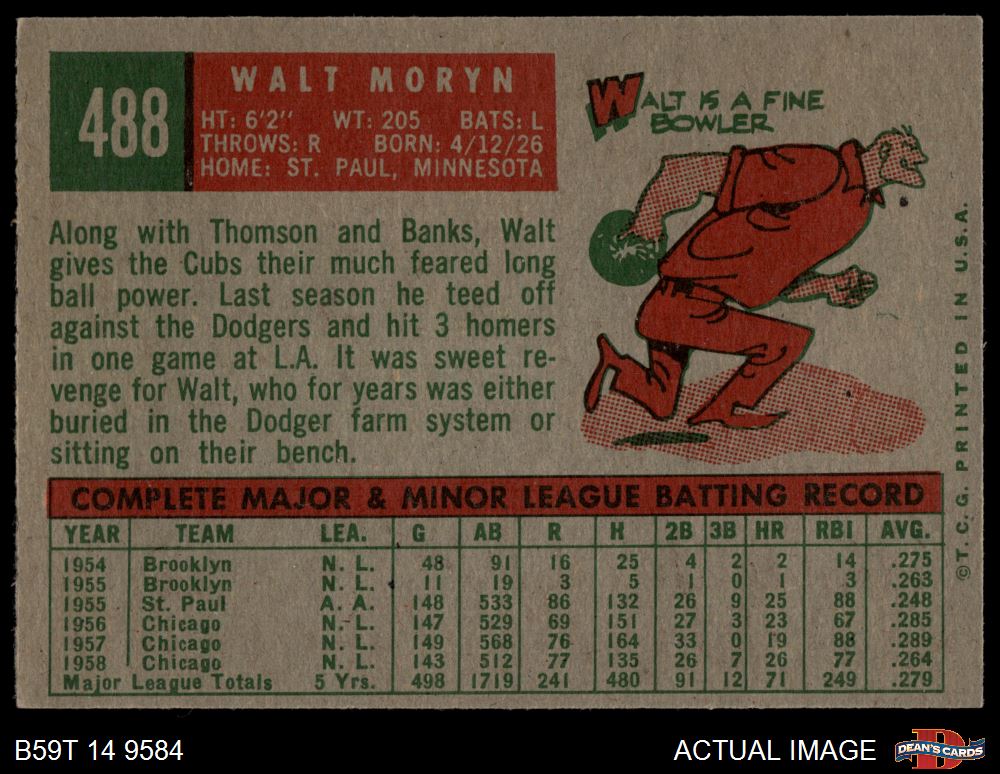 488
WALT MORYN
HT: 6'2" WT: 205 BATS: L
THROWS: R BORN: 4/12/26
HOME: ST. PAUL, MINNESOTA
WALT IS A FINE
BOWLER
Along with Thomson and Banks, Walt
gives the Cubs their much feared long
ball power. Last season he teed off
against the Dodgers and hit 3 homers
in one game at L.A. It was sweet re-
venge for Walt, who for years was either
buried in the Dodger farm system or
sitting on their bench.
COMPLETE MAJOR & MINOR LEAGUE BATTING RECORD
YEAR TEAM LEA. G AB R H 2B 3B HR RBI AVG.
1954 Brooklyn N. L. 48 91 16 25 4 2 2 14 .275
1955 Brooklyn N. L. 11 19 3 5 1 0 1 3 .263
1955 St. Paul A. A. 148 533 86 132 26 9 25 88 .248
1956 Chicago N. L. 147 529 69 151 27 3 23 67 .285
1957 Chicago N. L. 149 568 76 164 33 0 19 88 .289
1958 Chicago N. L. 143 512 77 135 26 7 26 77 .264
Major League Totals 5 Yrs. 498 1719 241 480 91 12 71 249 .279
©T. C. G. PRINTED IN U.S.A.
B59T 14 9584
ACTUAL IMAGE
D
DEAN'S CARDS